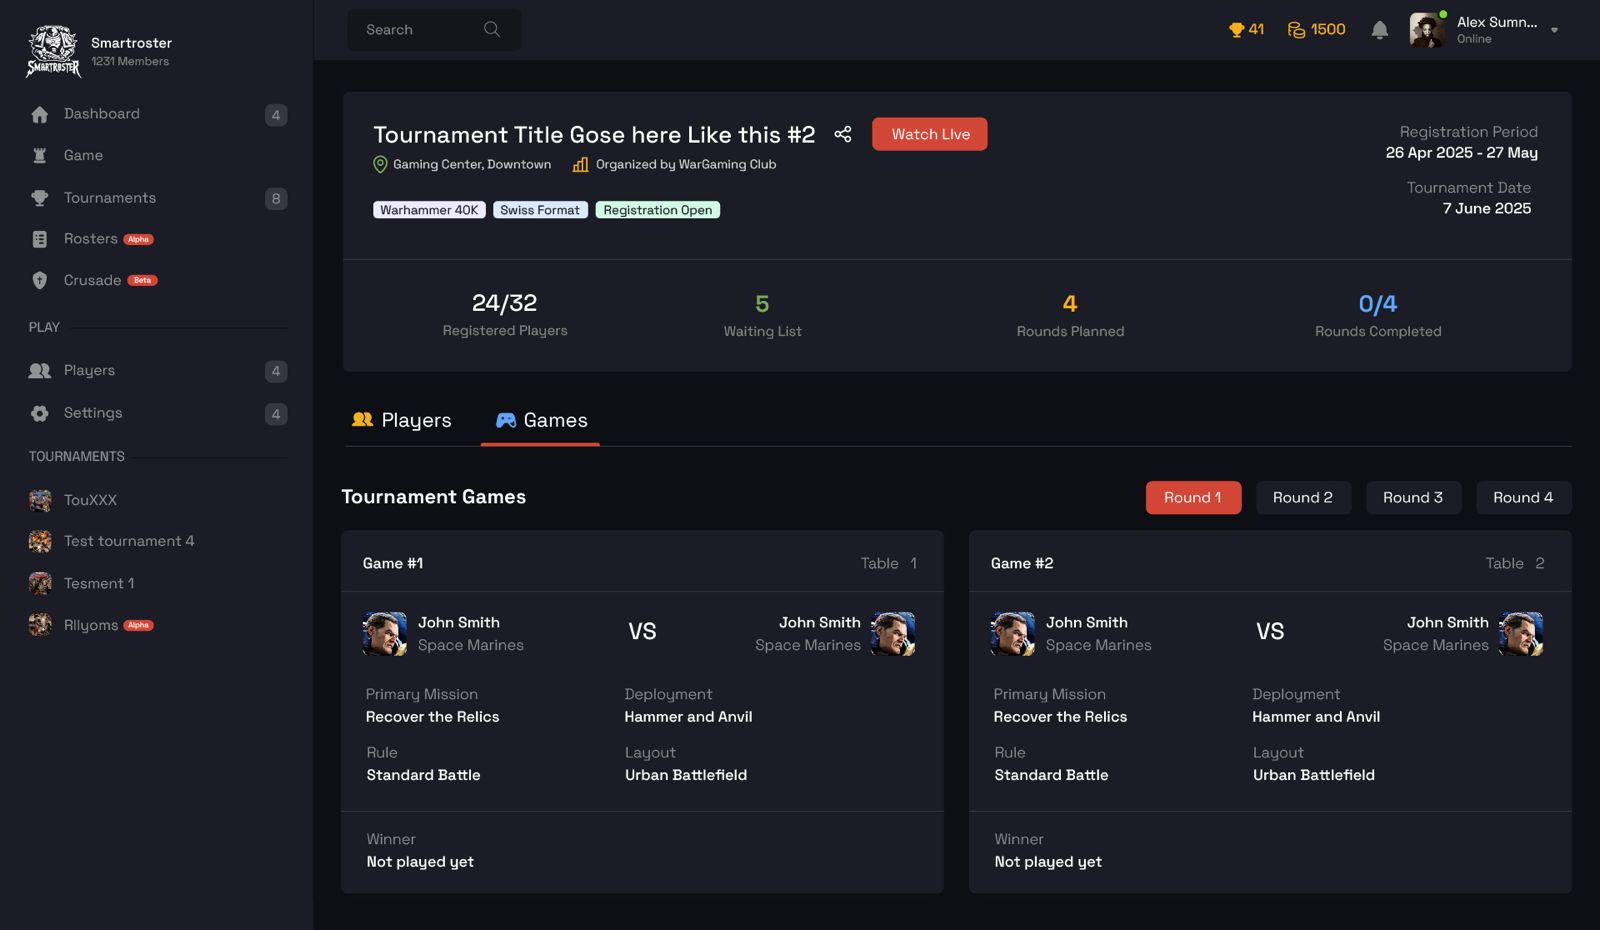 SMARTROSTER
Smartroster
1231 Members
Dashboard 4
Game
Tournaments 8
Rosters Alpha
Crusade Beta
PLAY
Players 4
Settings 4
TOURNAMENTS
TouXXX
Test tournament 4
Tesment 1
Rllyoms Alpha
Search
41
1500
Alex Sumn...
Online
Tournament Title Gose here Like this #2
Watch LIve
Gaming Center, Downtown
Organized by WarGaming Club
Warhammer 40K
Swiss Format
Registration Open
Registration Period
26 Apr 2025 - 27 May
Tournament Date
7 June 2025
24/32
Registered Players
5
Waiting List
4
Rounds Planned
0/4
Rounds Completed
Players
Games
Tournament Games
Round 1
Round 2
Round 3
Round 4
Game #1
Table 1
John Smith
Space Marines
VS
John Smith
Space Marines
Primary Mission
Recover the Relics
Deployment
Hammer and Anvil
Rule
Standard Battle
Layout
Urban Battlefield
Winner
Not played yet
Game #2
Table 2
John Smith
Space Marines
VS
John Smith
Space Marines
Primary Mission
Recover the Relics
Deployment
Hammer and Anvil
Rule
Standard Battle
Layout
Urban Battlefield
Winner
Not played yet